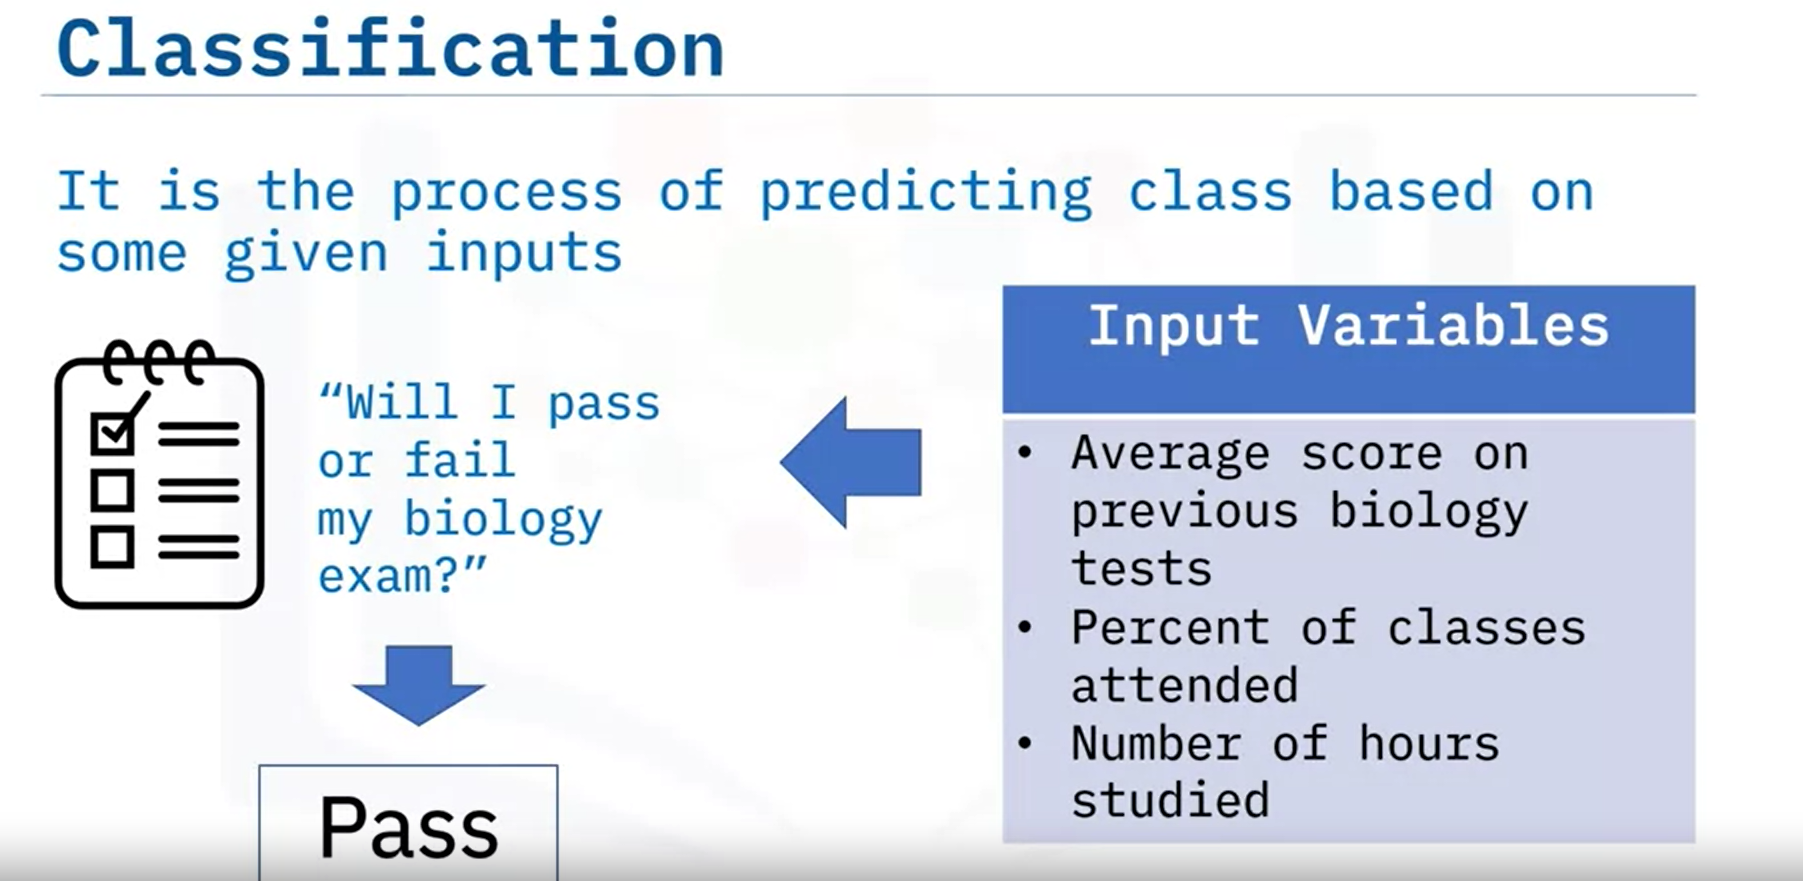 Classification
It is the process of predicting class based on
some given inputs
“Will I pass
or fail
my biology
exam?”
Pass
Input Variables
• Average score on
previous biology
tests
• Percent of classes
attended
• Number of hours
studied